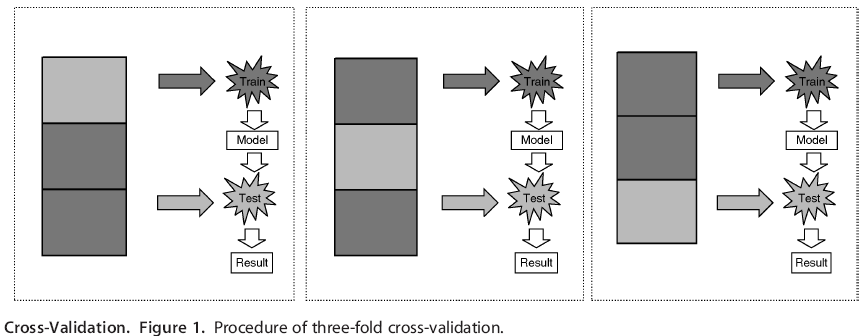 Train
Model
Test
Result
Train
Model
Test
Result
Train
Model
Test
Result
Cross-Validation. Figure 1. Procedure of three-fold cross-validation.